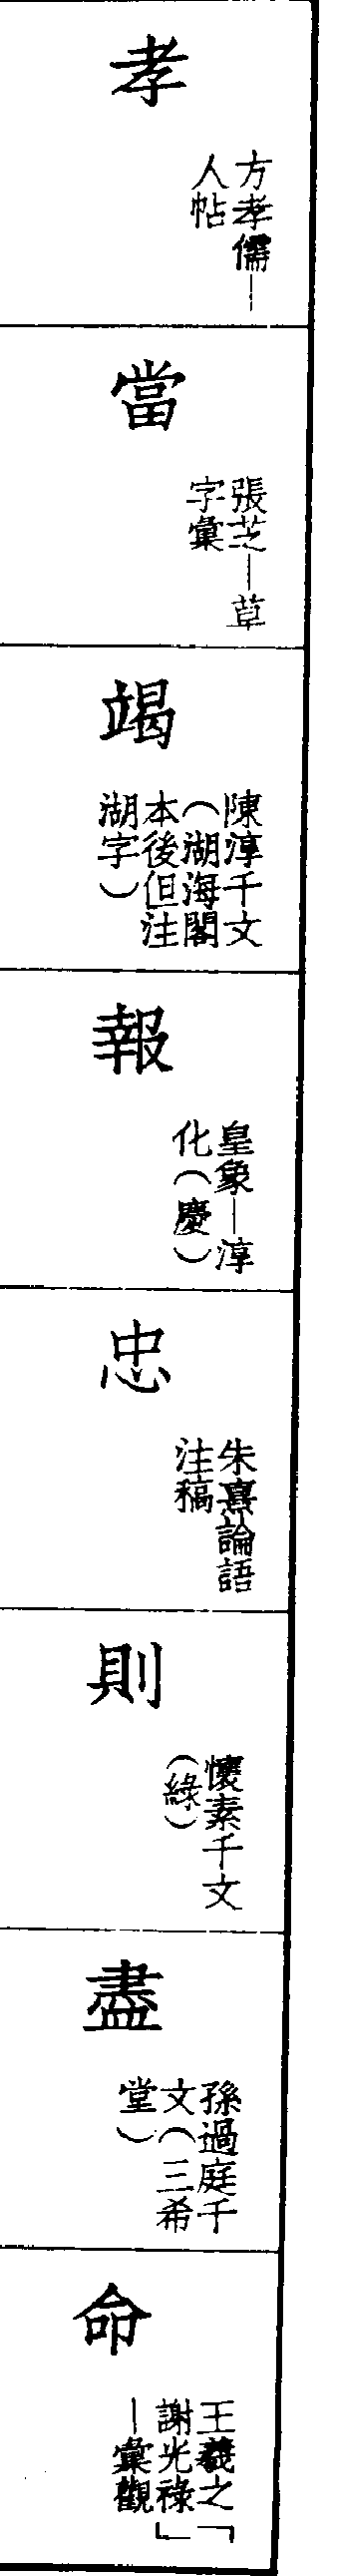 孝
方孝儒—
人帖
當
張芝—草
字彙
竭
陳淳千文
(湖海閣
本後但注
湖字)
報
皇象—淳
化(慶)
忠
朱熹論語
注稿
則
懷素千文
(綠)
盡
孫過庭千
文(三希
堂)
命
王羲之「
謝光祿」
—彙觀